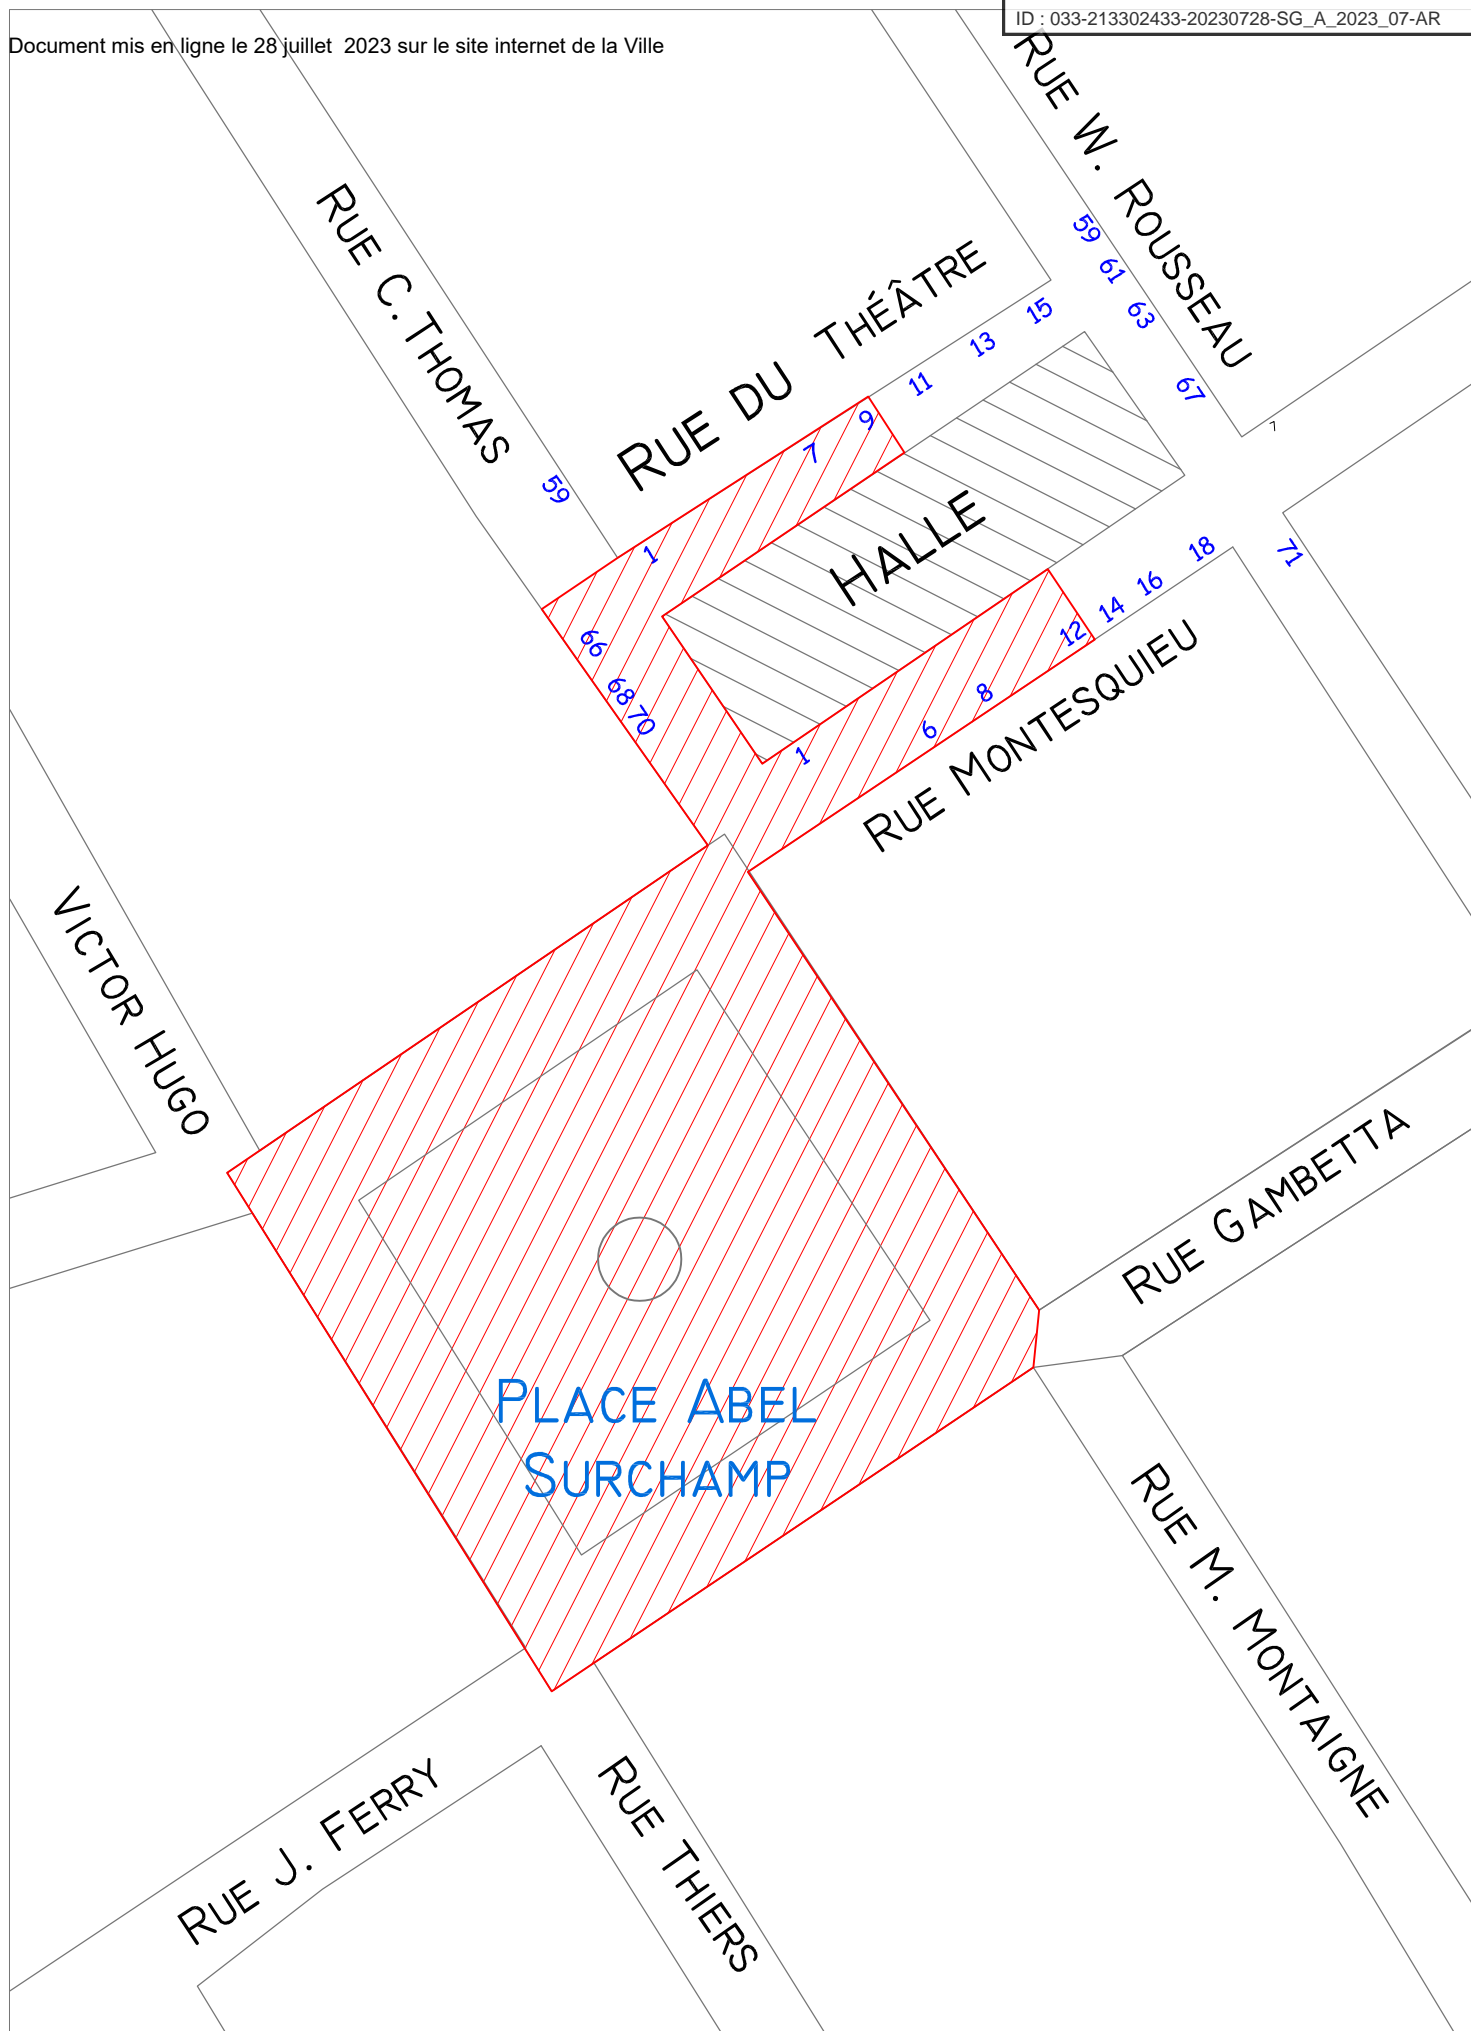 ID : 033-213302433-20230728-SG_A_2023_07-AR
Document mis en ligne le 28 juillet  2023 sur le site internet de la Ville
RUE W. ROUSSEAU
RUE C. THOMAS
RUE DU THÉÂTRE
59
61
63
67
15
13
11
9
7
1
7
59
HALLE
66
68
70
18
16
14
12
8
6
1
71
RUE MONTESQUIEU
VICTOR HUGO
RUE GAMBETTA
PLACE ABEL
SURCHAMP
RUE M. MONTAIGNE
RUE J. FERRY
RUE THIERS